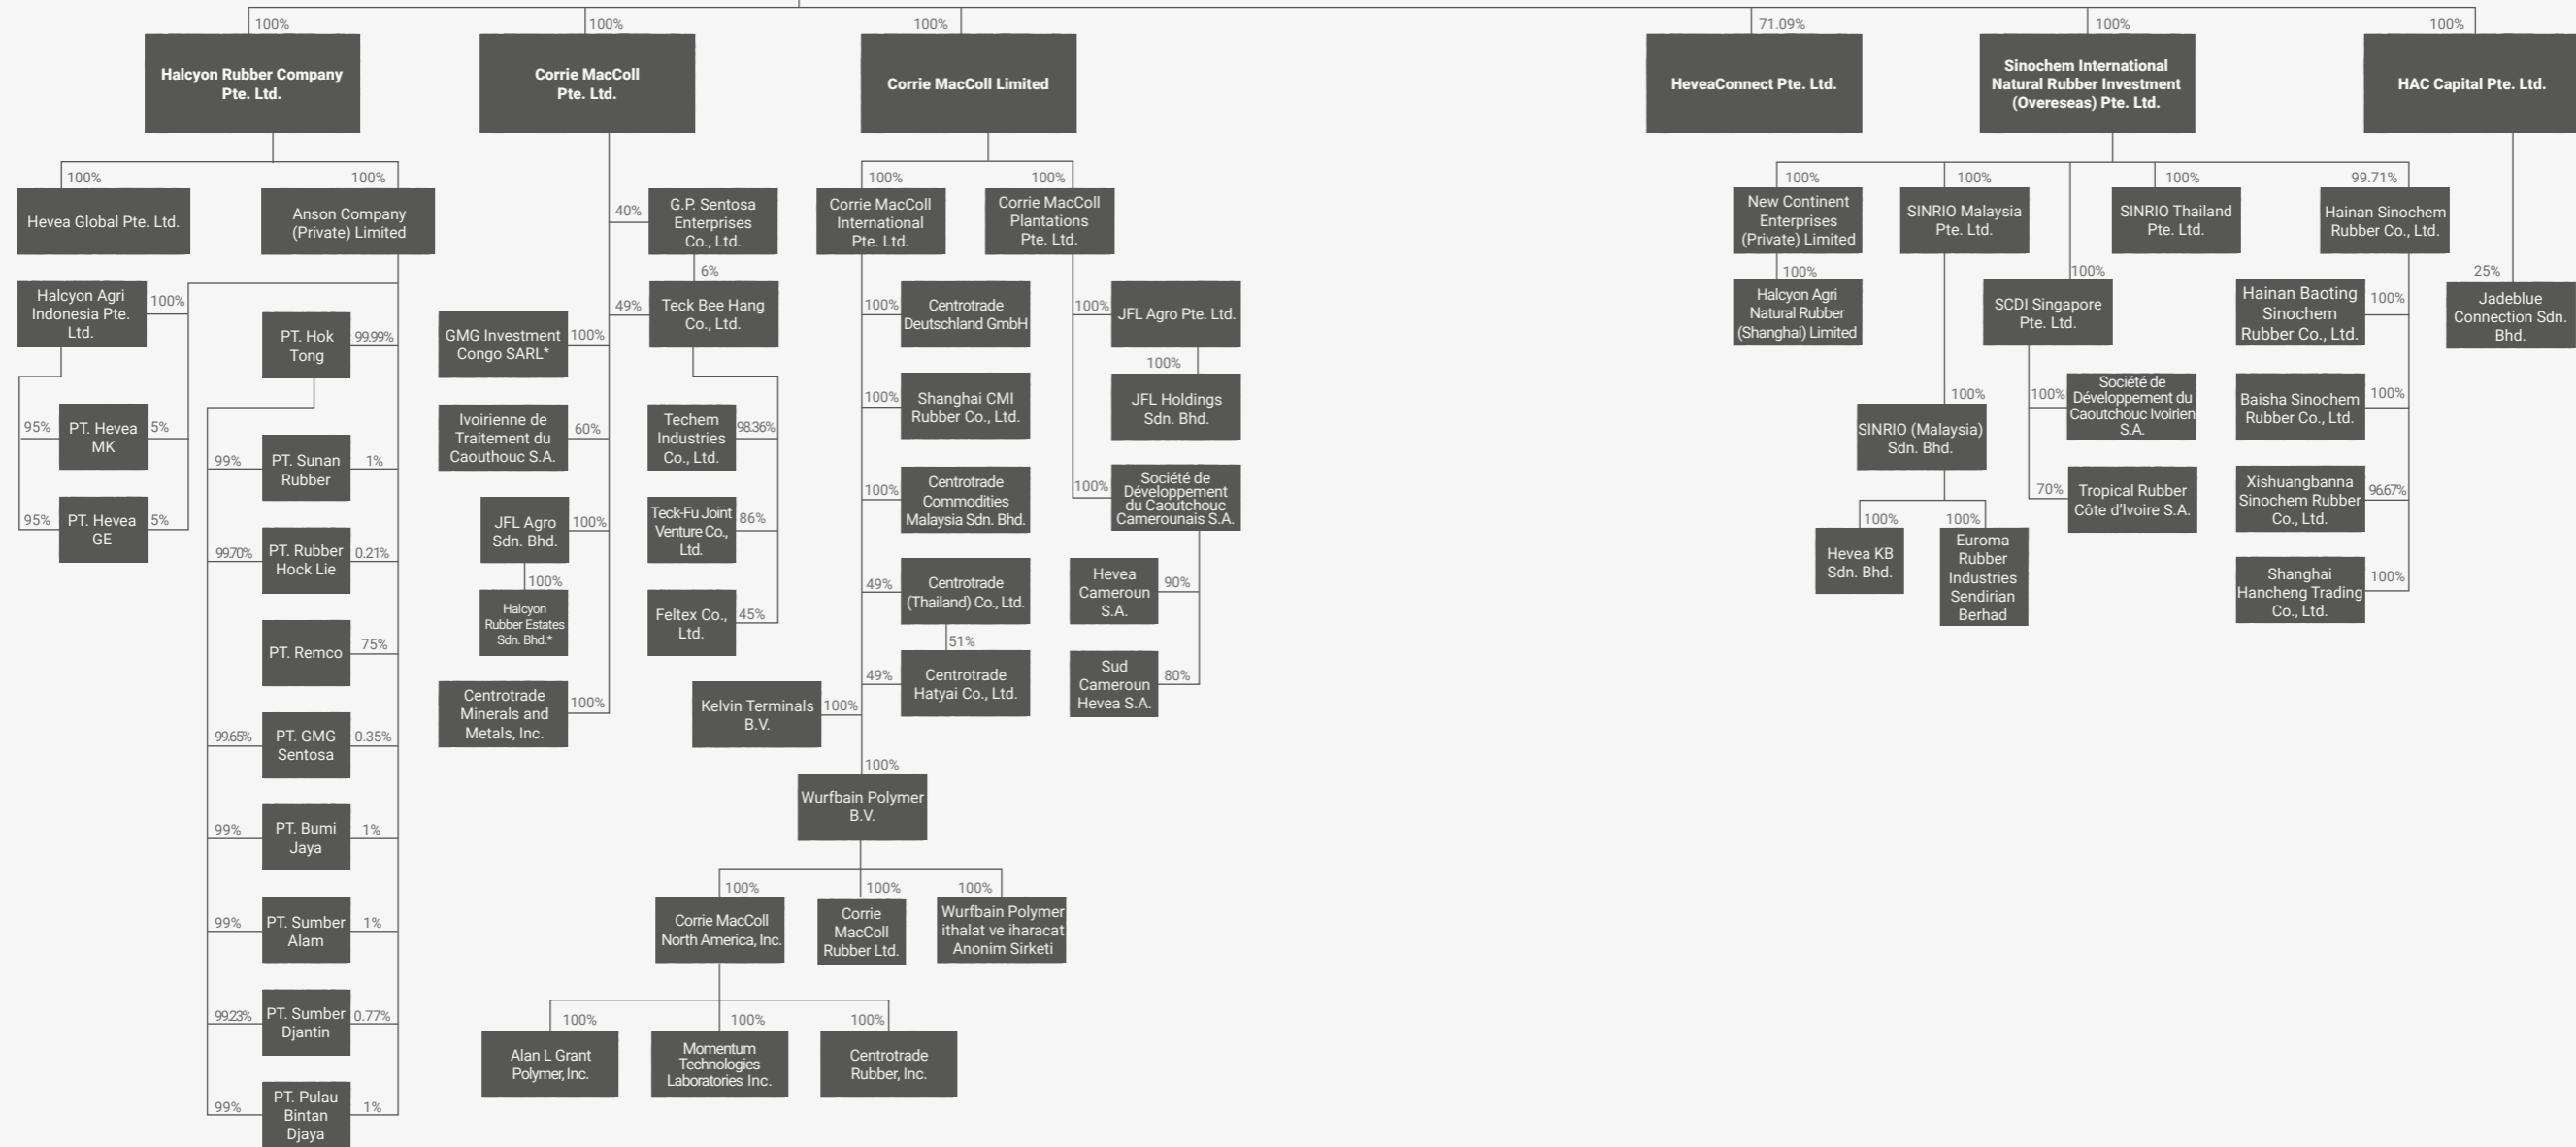 100%
100%
100%
71.09%
100%
100%
Halcyon Rubber Company
Pte. Ltd.
Corrie MacColl
Pte. Ltd.
Corrie MacColl Limited
HeveaConnect Pte. Ltd.
Sinochem International
Natural Rubber Investment
(Overeseas) Pte. Ltd.
HAC Capital Pte. Ltd.
100%
Hevea Global Pte. Ltd.
100%
Anson Company
(Private) Limited
Halcyon Agri
Indonesia Pte.
Ltd.
100%
95%
PT. Hevea
MK
5%
95%
PT. Hevea
GE
5%
PT. Hok
Tong
99.99%
99%
PT. Sunan
Rubber
1%
99.70%
PT. Rubber
Hock Lie
0.21%
PT. Remco
75%
99.65%
PT. GMG
Sentosa
0.35%
99%
PT. Bumi
Jaya
1%
99%
PT. Sumber
Alam
1%
99.23%
PT. Sumber
Djantin
0.77%
99%
PT. Pulau
Bintan
Djaya
1%
40%
G.P. Sentosa
Enterprises
Co., Ltd.
6%
49%
Teck Bee Hang
Co., Ltd.
GMG Investment
Congo SARL*
100%
Ivoirienne de
Traitement du
Caouthouc S.A.
60%
JFL Agro
Sdn. Bhd.
100%
100%
Halcyon
Rubber Estates
Sdn. Bhd.*
Centrotrade
Minerals and
Metals, Inc.
100%
Techem
Industries
Co., Ltd.
98.36%
Teck-Fu Joint
Venture Co.,
Ltd.
86%
Feltex Co.,
Ltd.
45%
100%
Corrie MacColl
International
Pte. Ltd.
100%
Corrie MacColl
Plantations
Pte. Ltd.
100%
Centrotrade
Deutschland GmbH
100%
Shanghai CMI
Rubber Co., Ltd.
100%
Centrotrade
Commodities
Malaysia Sdn. Bhd.
49%
Centrotrade
(Thailand) Co., Ltd.
51%
49%
Centrotrade
Hatyai Co., Ltd.
Kelvin Terminals
B.V.
100%
100%
Wurfbain Polymer
B.V.
100%
JFL Agro Pte. Ltd.
100%
JFL Holdings
Sdn. Bhd.
100%
Société de
Développement
du Caoutchouc
Camerounais S.A.
Hevea
Cameroun
S.A.
90%
Sud
Cameroun
Hevea S.A.
80%
100%
Corrie MacColl
North America, Inc.
100%
Corrie
MacColl
Rubber Ltd.
100%
Wurfbain Polymer
ithalat ve iharacat
Anonim Sirketi
100%
Alan L Grant
Polymer, Inc.
100%
Momentum
Technologies
Laboratories Inc.
100%
Centrotrade
Rubber, Inc.
100%
New Continent
Enterprises
(Private) Limited
100%
Halcyon Agri
Natural Rubber
(Shanghai) Limited
100%
SINRIO Malaysia
Pte. Ltd.
100%
SINRIO (Malaysia)
Sdn. Bhd.
100%
Hevea KB
Sdn. Bhd.
100%
Euroma
Rubber
Industries
Sendirian
Berhad
100%
SCDI Singapore
Pte. Ltd.
100%
Société de
Développement du
Caoutchouc Ivoirien
S.A.
70%
Tropical Rubber
Côte d'Ivoire S.A.
100%
SINRIO Thailand
Pte. Ltd.
99.71%
Hainan Sinochem
Rubber Co., Ltd.
Hainan Baoting
Sinochem
Rubber Co., Ltd.
100%
Baisha Sinochem
Rubber Co., Ltd.
100%
Xishuangbanna
Sinochem Rubber
Co., Ltd.
96.67%
Shanghai
Hancheng Trading
Co., Ltd.
100%
25%
Jadeblue
Connection Sdn.
Bhd.